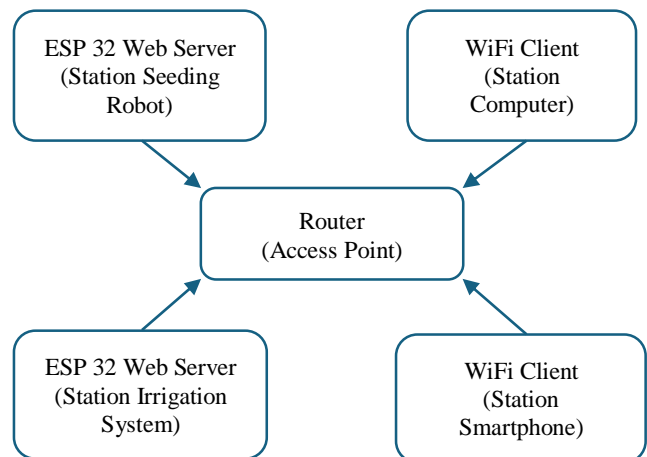 ESP 32 Web Server
(Station Seeding
Robot)
WiFi Client
(Station
Computer)
Router
(Access Point)
ESP 32 Web Server
(Station Irrigation
System)
WiFi Client
(Station
Smartphone)